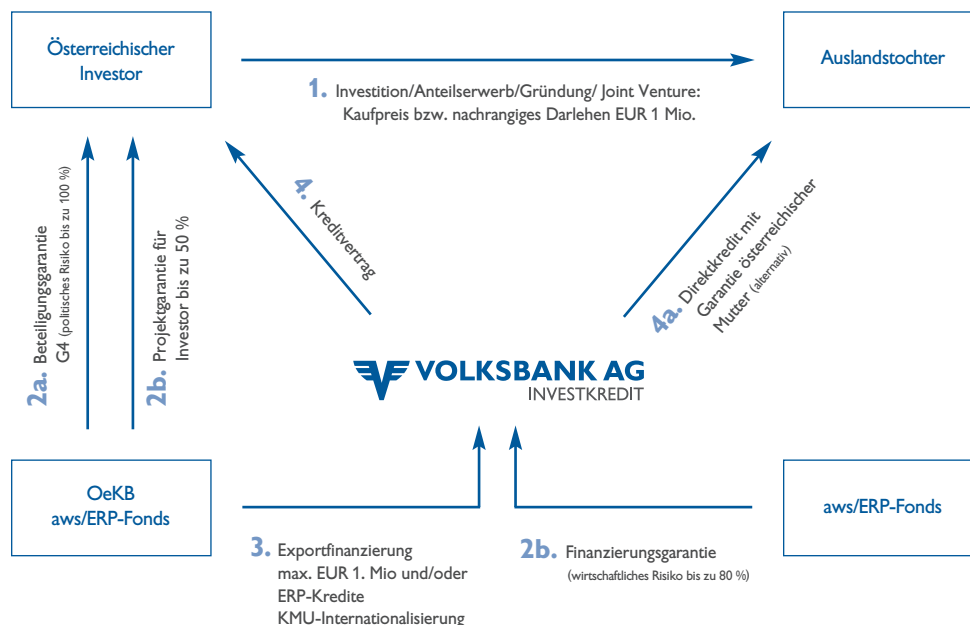 Österreichischer
Investor
Auslandstochter
1. Investition/Anteilserwerb/Gründung/ Joint Venture:
Kaufpreis bzw. nachrangiges Darlehen EUR 1 Mio.
2a. Beteiligungsgarantie
G4 (politisches Risiko bis zu 100 %)
2b. Projektgarantie für
Investor bis zu 50 %
4. Kreditvertrag
4a. Direktkredit mit
Garantie österreichischer
Mutter (alternativ)
VOLKSBANK AG
INVESTKREDIT
OeKB
aws/ERP-Fonds
aws/ERP-Fonds
3. Exportfinanzierung
max. EUR 1. Mio und/oder
ERP-Kredite
KMU-Internationalisierung
2b. Finanzierungsgarantie
(wirtschaftliches Risiko bis zu 80 %)